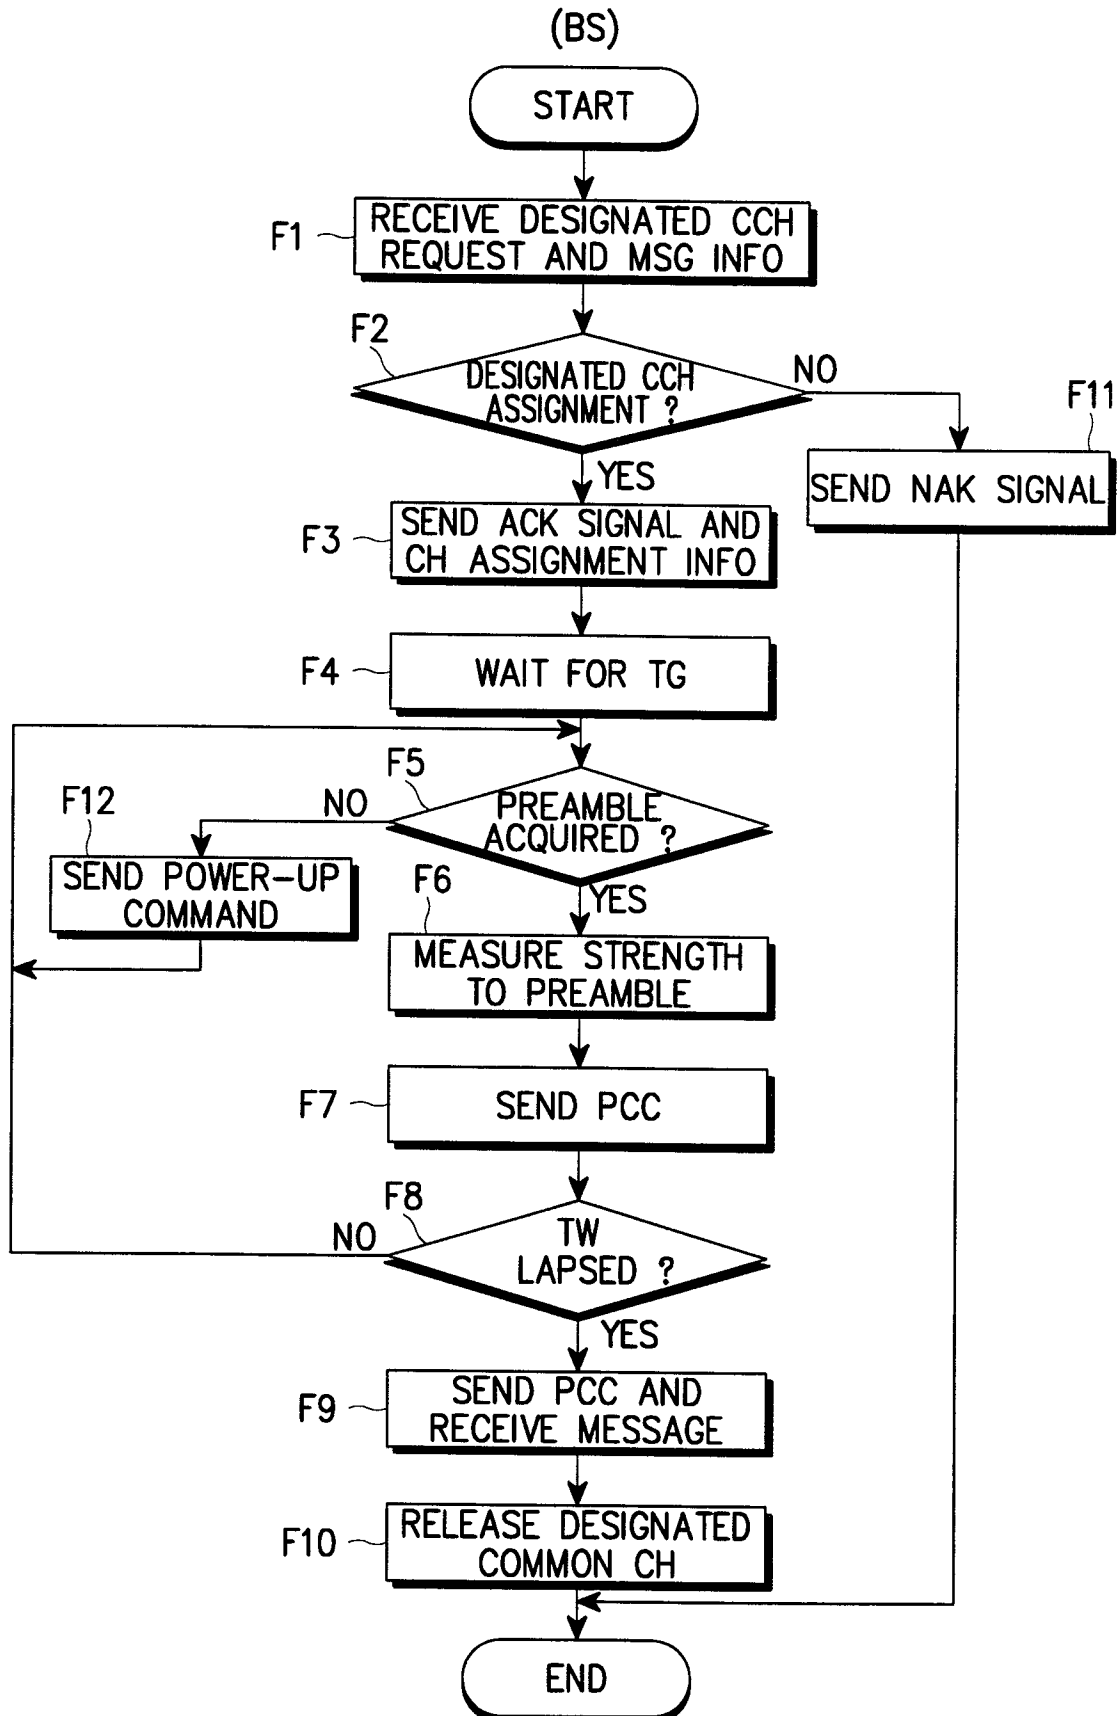 (BS)
START
F1
RECEIVE DESIGNATED CCH
REQUEST AND MSG INFO
F2
DESIGNATED CCH
ASSIGNMENT ?
NO
F11
SEND NAK SIGNAL
YES
F3
SEND ACK SIGNAL AND
CH ASSIGNMENT INFO
F4
WAIT FOR TG
F5
PREAMBLE
ACQUIRED ?
NO
F12
SEND POWER-UP
COMMAND
YES
F6
MEASURE STRENGTH
TO PREAMBLE
F7
SEND PCC
F8
TW
LAPSED ?
NO
YES
F9
SEND PCC AND
RECEIVE MESSAGE
F10
RELEASE DESIGNATED
COMMON CH
END